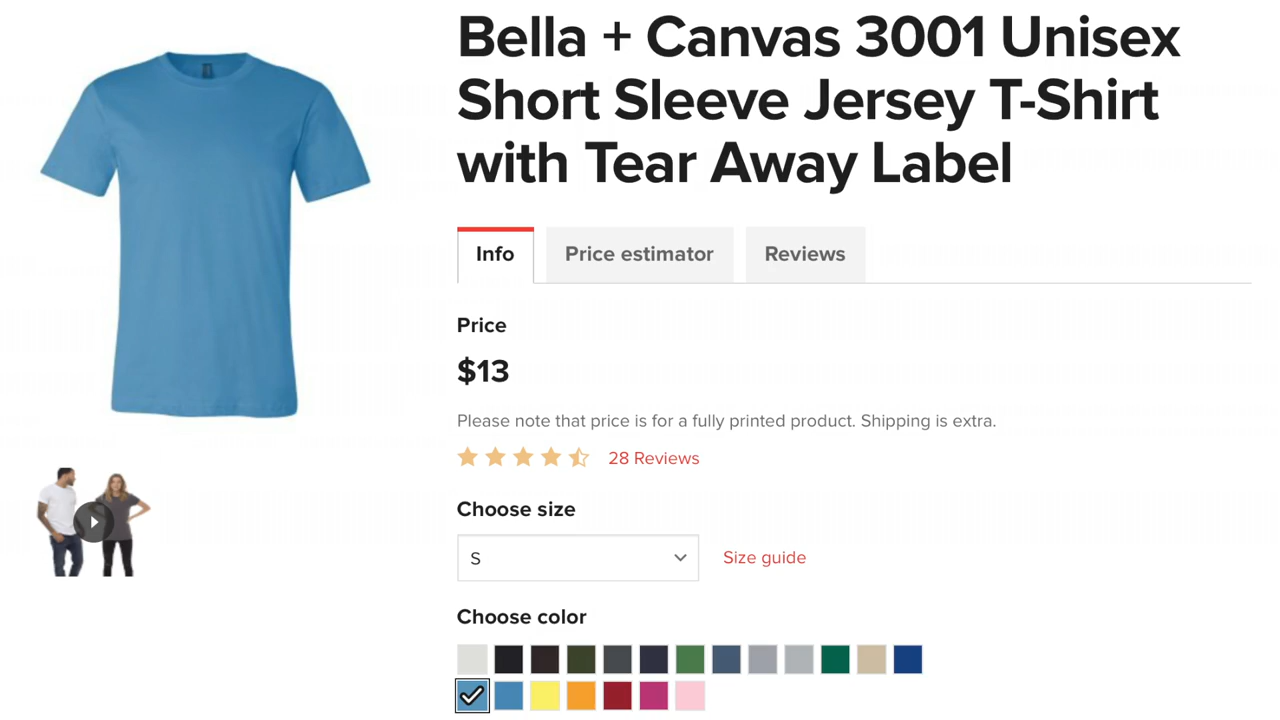 Bella + Canvas 3001 Unisex
Short Sleeve Jersey T-Shirt
with Tear Away Label
Info
Price estimator
Reviews
Price
$13
Please note that price is for a fully printed product. Shipping is extra.
28 Reviews
Choose size
S
Size guide
Choose color